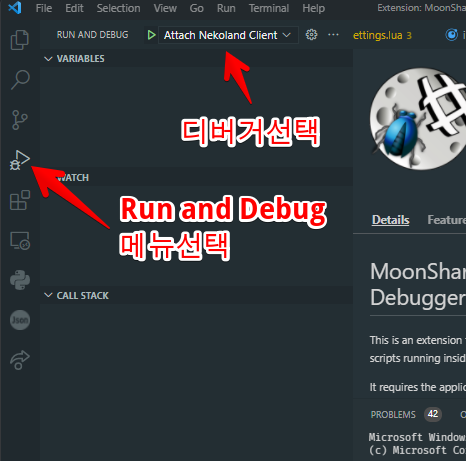 File Edit Selection View Go Run Terminal Help Extension: MoonSha
RUN AND DEBUG Attach Nekoland Client ettings.lua 3
VARIABLES
디버거선택
WATCH
Run and Debug
메뉴선택
Details Feature
CALL STACK
MoonShar
Debugger
This is an extension
scripts running insid
It requires the applic
PROBLEMS 42
Microsoft Window
(c) Microsoft Co
Json